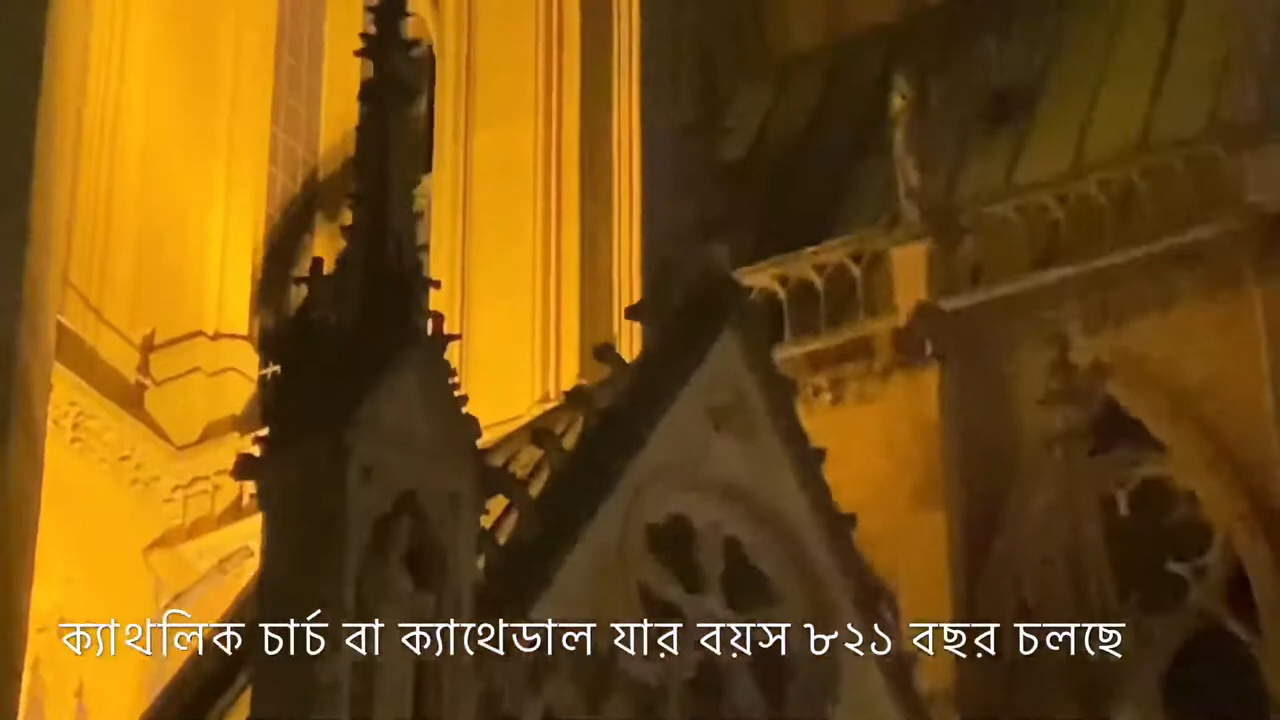 ক্যাথলিক চার্চ বা ক্যাথেডাল যার বয়স ৮২১ বছর চলছে